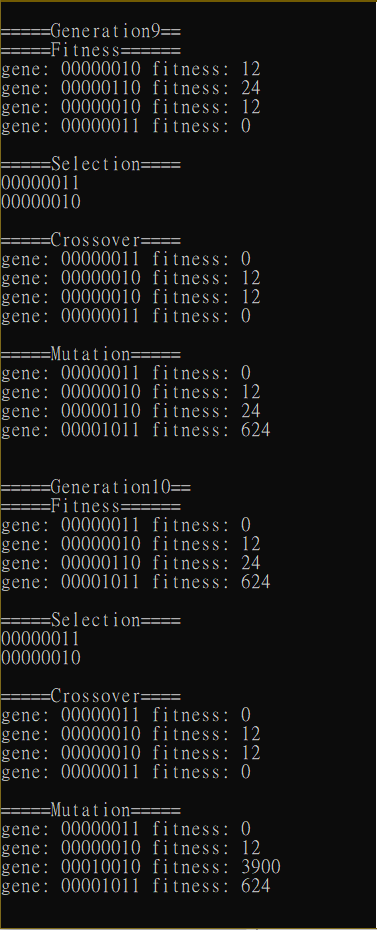 =====Generation9==
=====Fitness======
gene: 00000010 fitness: 12
gene: 00000110 fitness: 24
gene: 00000010 fitness: 12
gene: 00000011 fitness: 0
=====Selection====
00000011
00000010
=====Crossover====
gene: 00000011 fitness: 0
gene: 00000010 fitness: 12
gene: 00000010 fitness: 12
gene: 00000011 fitness: 0
=====Mutation=====
gene: 00000011 fitness: 0
gene: 00000010 fitness: 12
gene: 00000110 fitness: 24
gene: 00001011 fitness: 624
=====Generation10==
=====Fitness======
gene: 00000011 fitness: 0
gene: 00000010 fitness: 12
gene: 00000110 fitness: 24
gene: 00001011 fitness: 624
=====Selection====
00000011
00000010
=====Crossover====
gene: 00000011 fitness: 0
gene: 00000010 fitness: 12
gene: 00000010 fitness: 12
gene: 00000011 fitness: 0
=====Mutation=====
gene: 00000011 fitness: 0
gene: 00000010 fitness: 12
gene: 00010010 fitness: 3900
gene: 00001011 fitness: 624